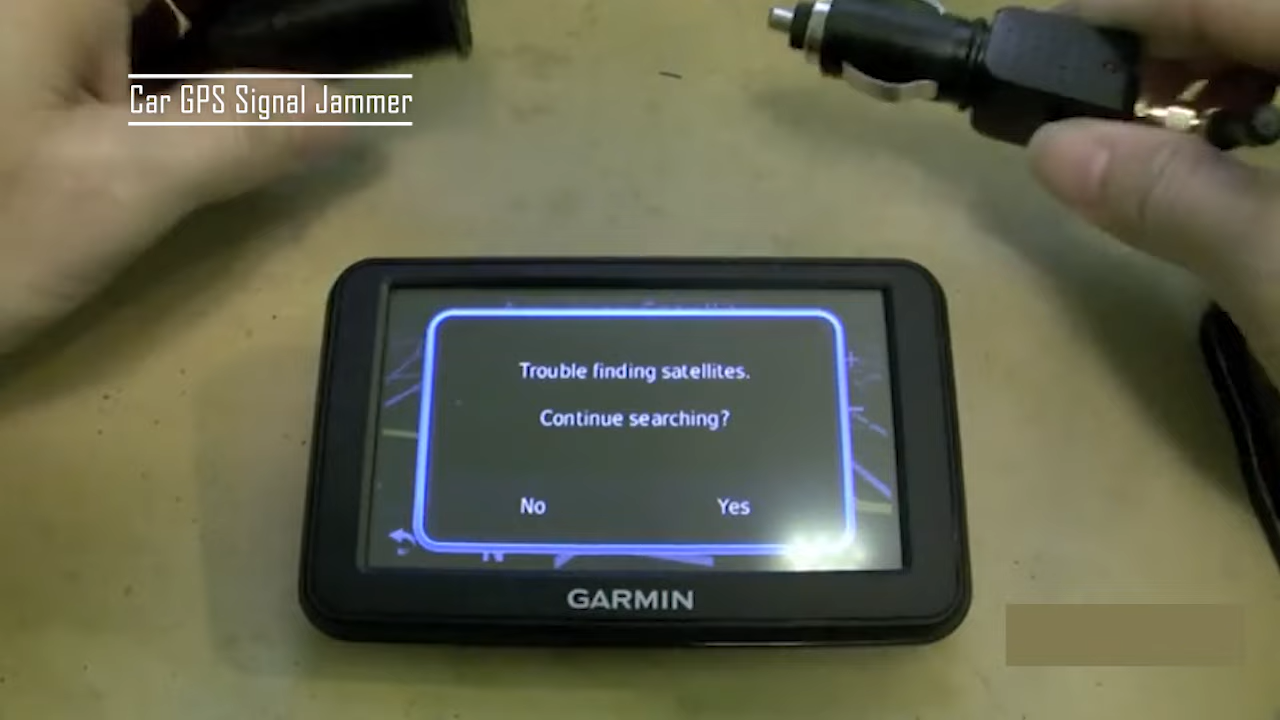 Car GPS Signal Jammer
Trouble finding satellites.
Continue searching?
No Yes
GARMIN